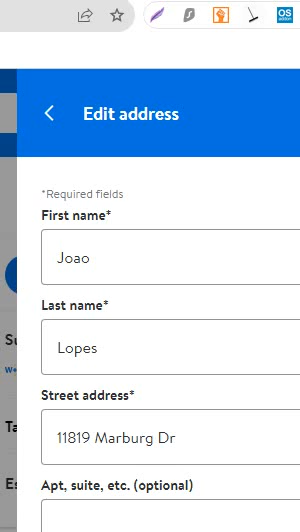 OS
Edit address
*Required fields
First name*
Joao
Last name*
Lopes
Street address*
11819 Marburg Dr
Apt, suite, etc. (optional)